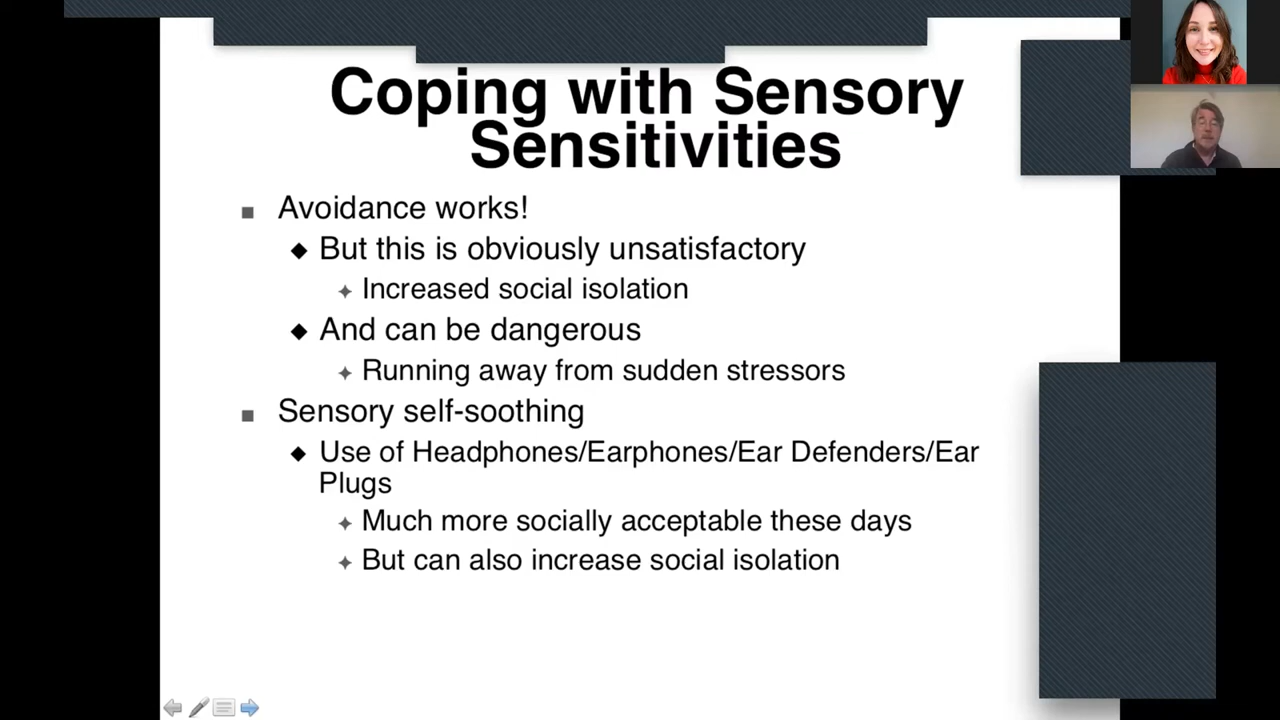 Coping with Sensory
Sensitivities
Avoidance works!
But this is obviously unsatisfactory
Increased social isolation
And can be dangerous
Running away from sudden stressors
Sensory self-soothing
Use of Headphones/Earphones/Ear Defenders/Ear
Plugs
Much more socially acceptable these days
But can also increase social isolation